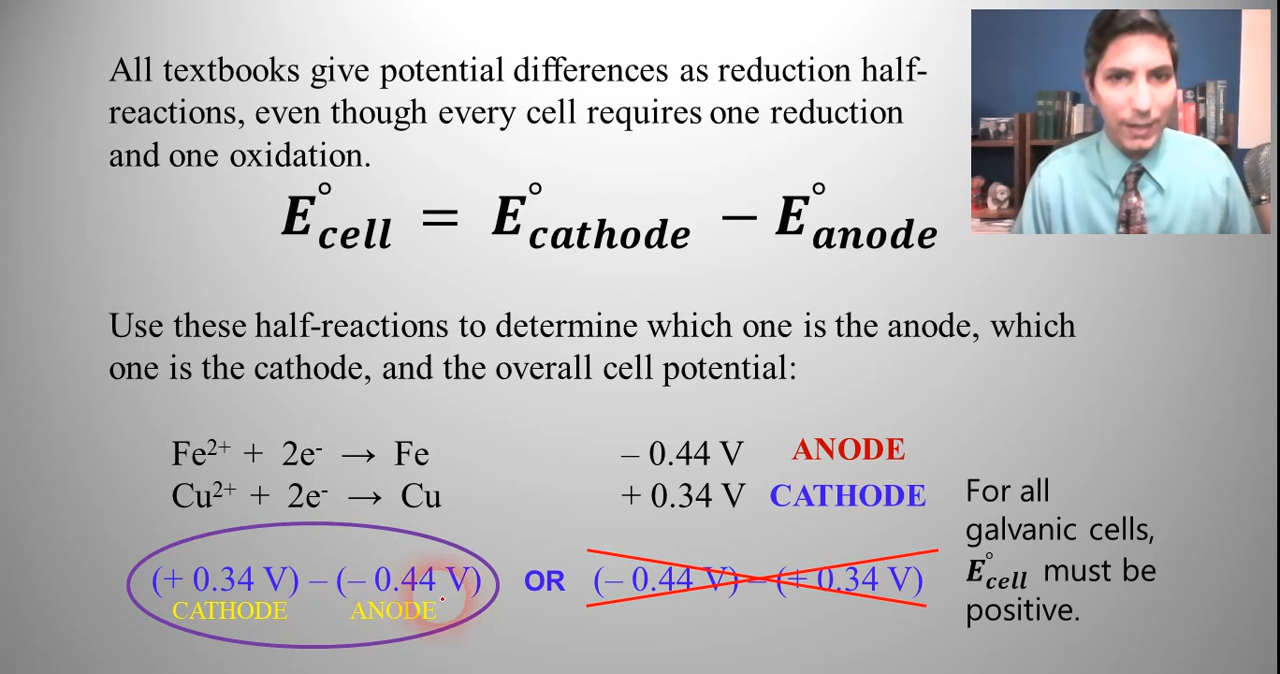 All textbooks give potential differences as reduction half-
reactions, even though every cell requires one reduction
and one oxidation.
E°cell = E°cathode − E°anode
Use these half-reactions to determine which one is the anode, which
one is the cathode, and the overall cell potential:
Fe²⁺ + 2e⁻ → Fe – 0.44 V ANODE
Cu²⁺ + 2e⁻ → Cu + 0.34 V CATHODE
(+ 0.34 V) – (– 0.44 V) OR (– 0.44 V) – (+ 0.34 V)
CATHODE ANODE
For all
galvanic cells,
E°cell must be
positive.